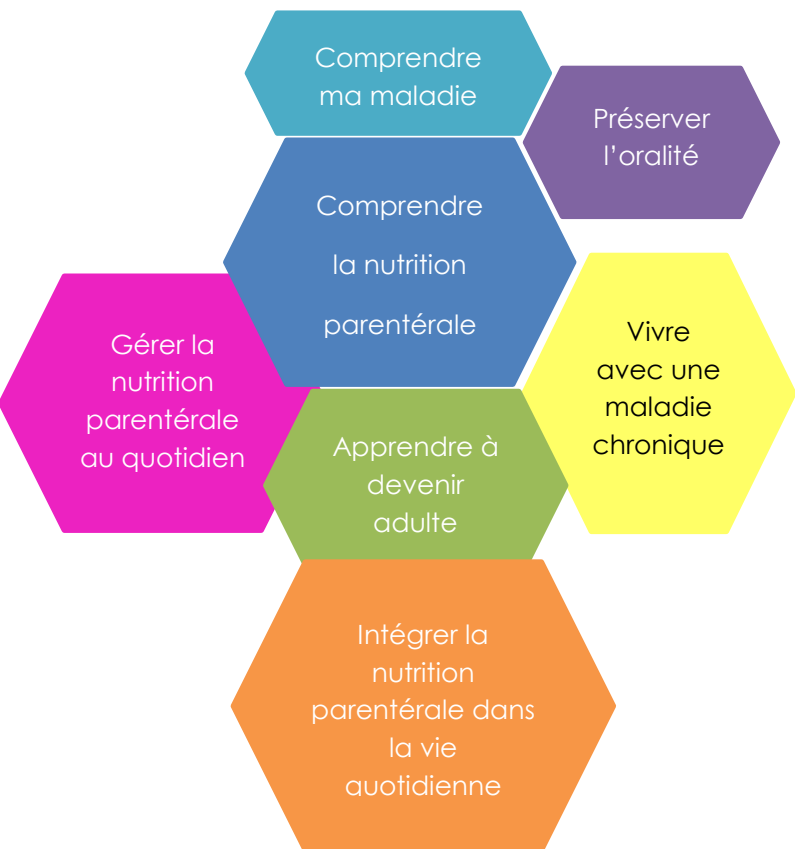 Comprendre
ma maladie
Préserver
l’oralité
Comprendre
la nutrition
parentérale
Gérer la
nutrition
parentérale
au quotidien
Vivre
avec une
maladie
chronique
Apprendre à
devenir
adulte
Intégrer la
nutrition
parentérale dans
la vie
quotidienne